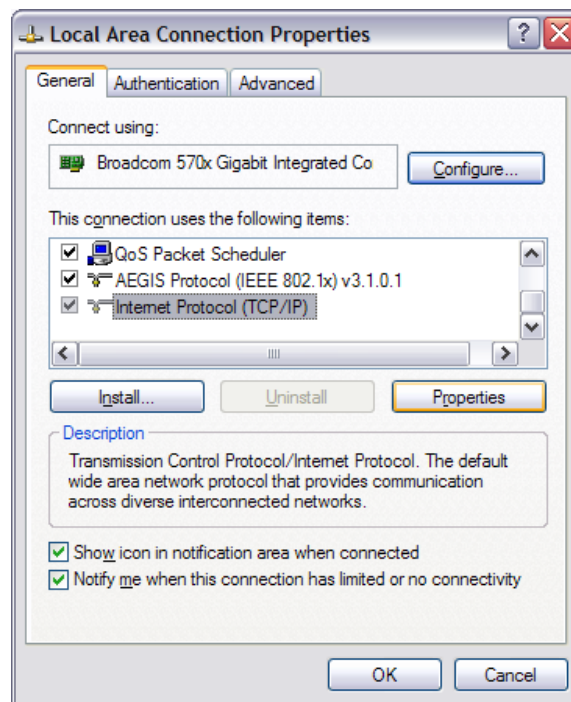 Local Area Connection Properties
General Authentication Advanced
Connect using:
Broadcom 570x Gigabit Integrated Co
Configure...
This connection uses the following items:
QoS Packet Scheduler
AEGIS Protocol (IEEE 802.1x) v3.1.0.1
Internet Protocol (TCP/IP)
Install... Uninstall Properties
Description
Transmission Control Protocol/Internet Protocol. The default
wide area network protocol that provides communication
across diverse interconnected networks.
Show icon in notification area when connected
Notify me when this connection has limited or no connectivity
OK Cancel